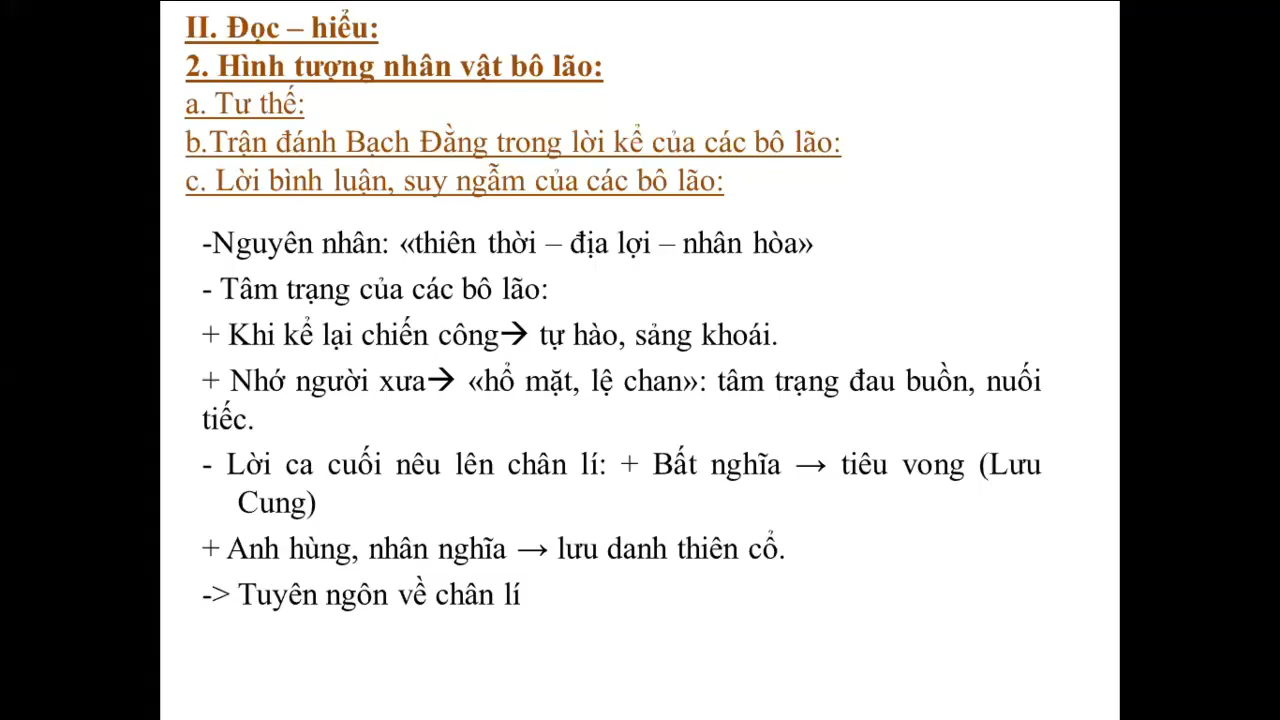 II. Đọc – hiểu:
2. Hình tượng nhân vật bô lão:
a. Tư thế:
b.Trận đánh Bạch Đằng trong lời kể của các bô lão:
c. Lời bình luận, suy ngẫm của các bô lão:
-Nguyên nhân: «thiên thời – địa lợi – nhân hòa»
- Tâm trạng của các bô lão:
+ Khi kể lại chiến công→ tự hào, sảng khoái.
+ Nhớ người xưa→ «hổ mặt, lệ chan»: tâm trạng đau buồn, nuối
tiếc.
- Lời ca cuối nêu lên chân lí: + Bất nghĩa → tiêu vong (Lưu
Cung)
+ Anh hùng, nhân nghĩa → lưu danh thiên cổ.
-> Tuyên ngôn về chân lí